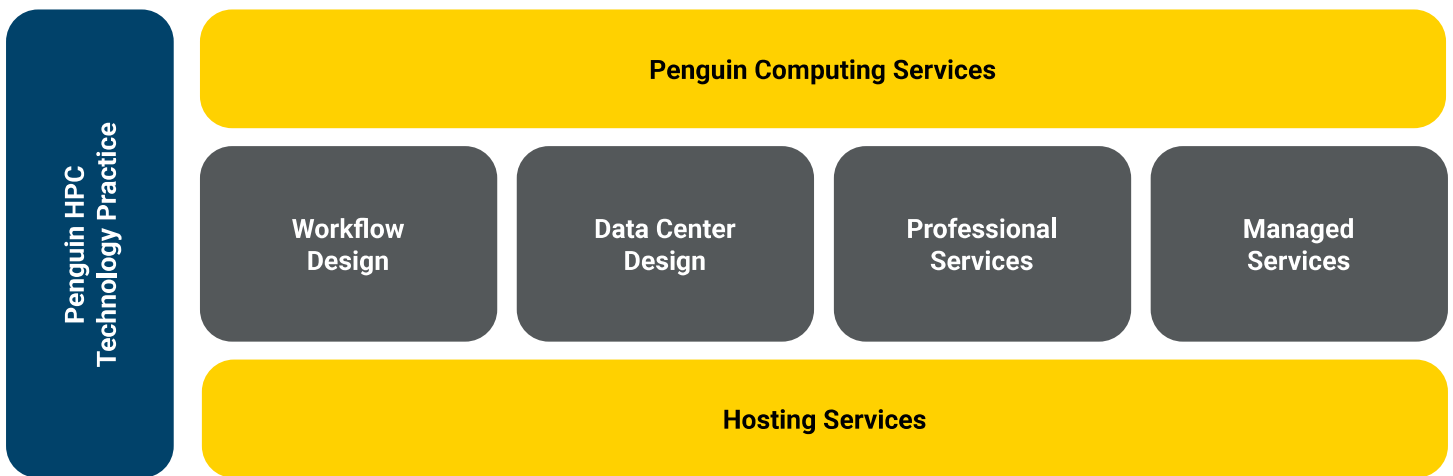 Penguin HPC
Technology Practice
Penguin Computing Services
Workflow
Design
Data Center
Design
Professional
Services
Managed
Services
Hosting Services